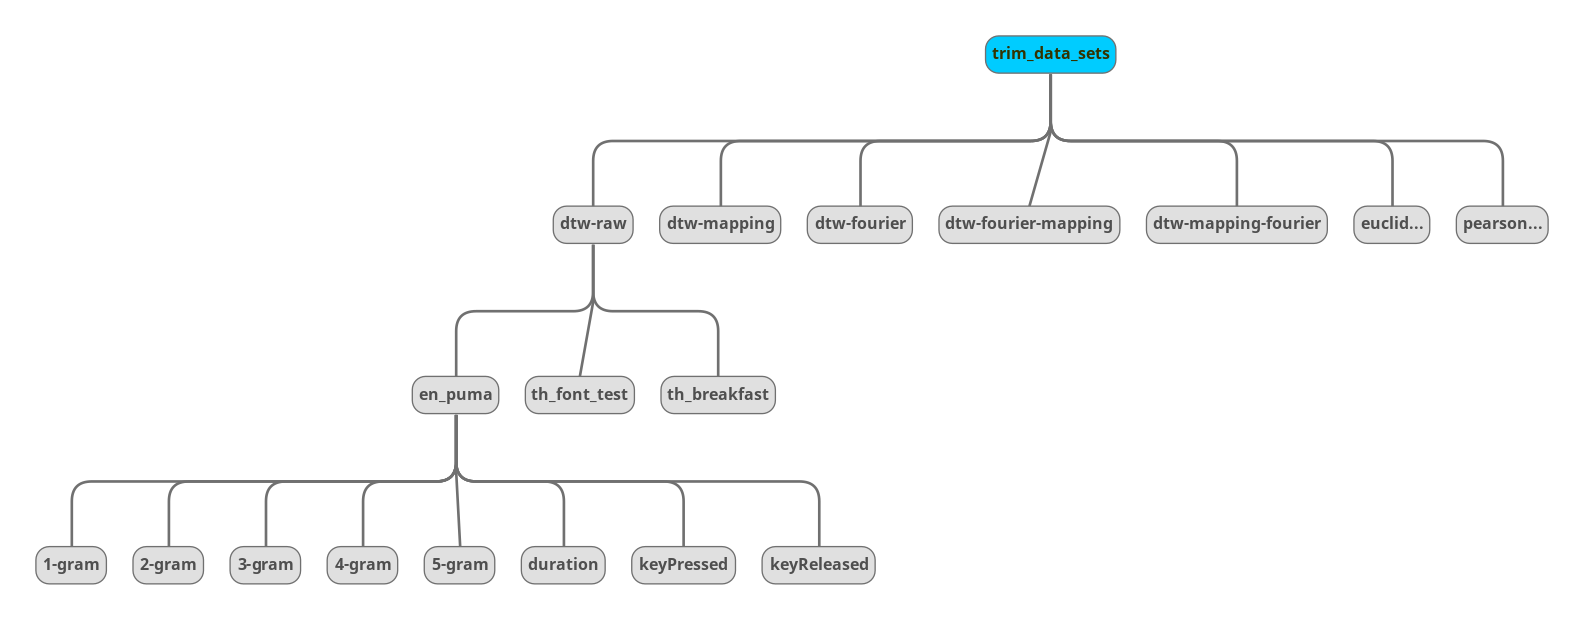 trim_data_sets
dtw-raw
dtw-mapping
dtw-fourier
dtw-fourier-mapping
dtw-mapping-fourier
euclid...
pearson...
en_puma
th_font_test
th_breakfast
1-gram
2-gram
3-gram
4-gram
5-gram
duration
keyPressed
keyReleased